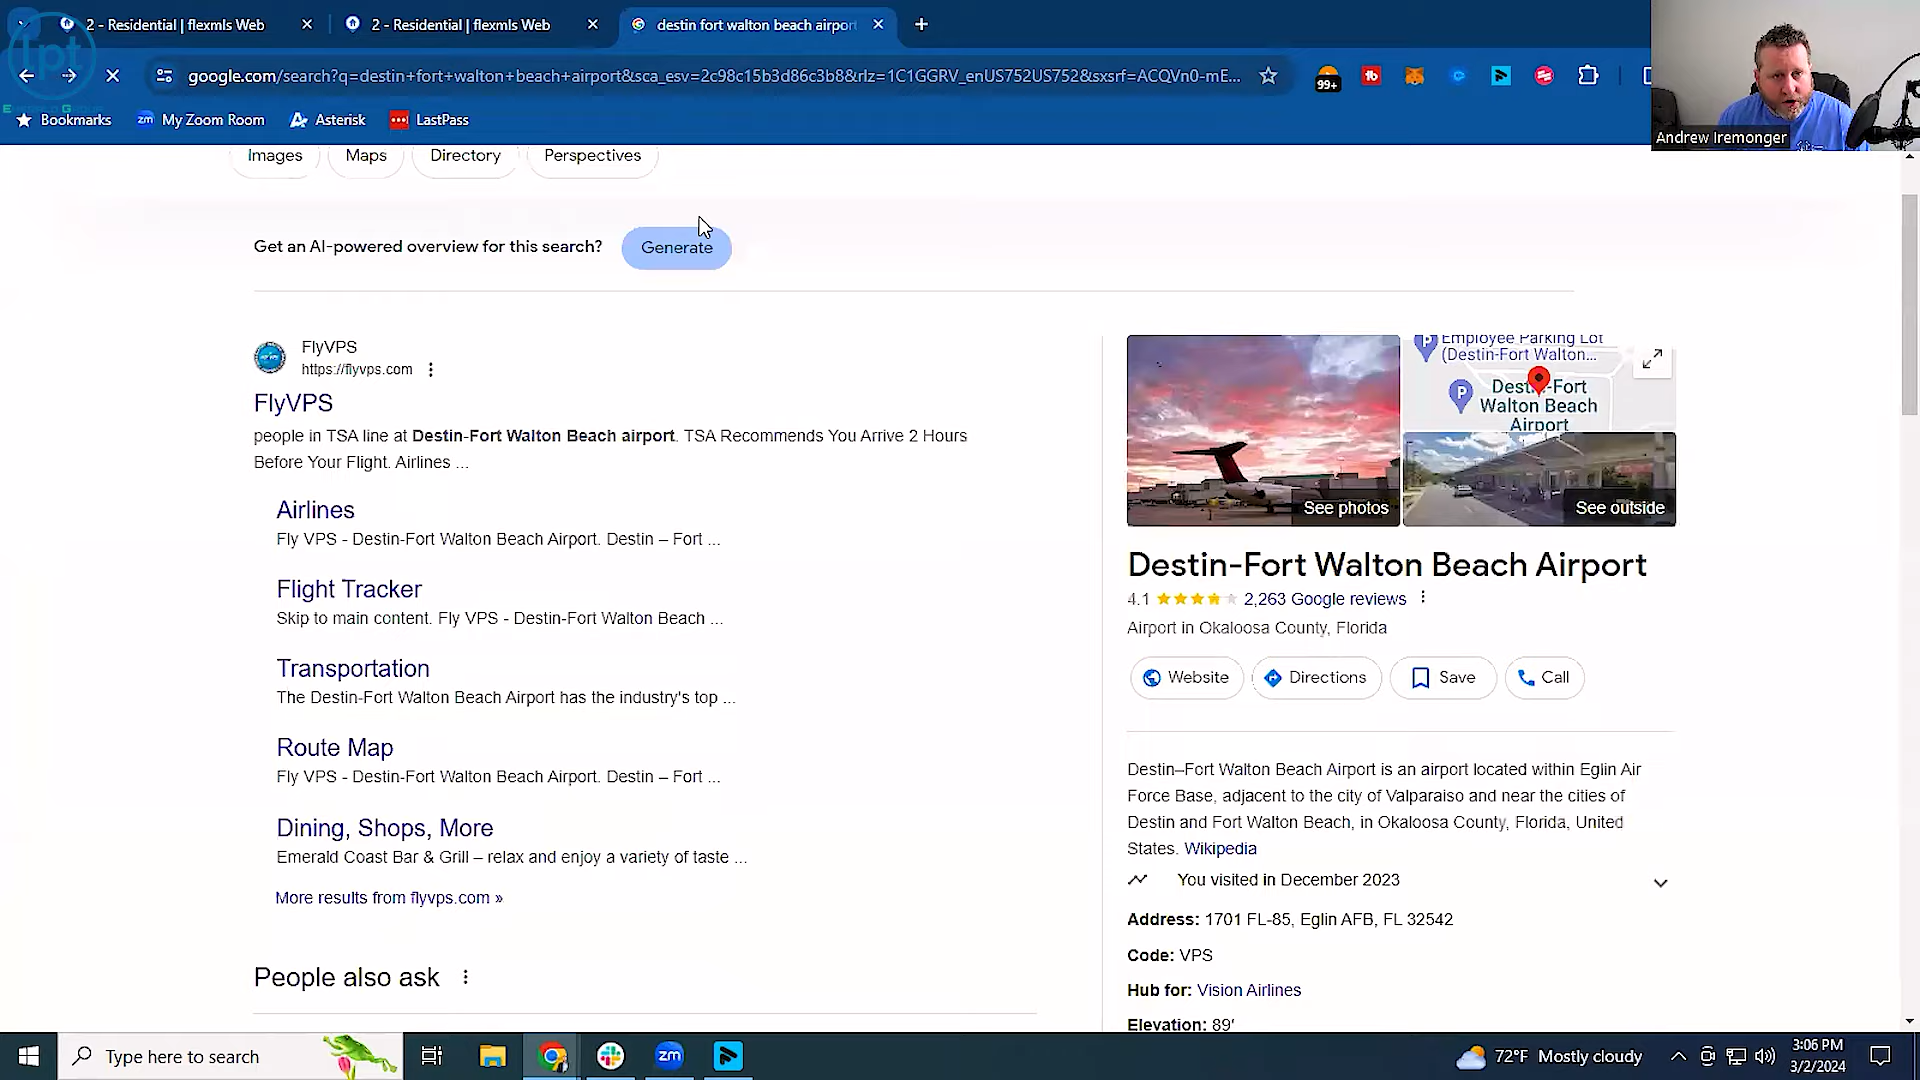 2 - Residential | flexmls Web
2 - Residential | flexmls Web
destin fort walton beach airport
google.com/search?q=destin+fort+walton+beach+airport&sca_esv=2c98c15b3d86c3b8&rlz=1C1GGRV_enUS752US752&sxsrf=ACQVn0-mE...
99+
Bookmarks
zm My Zoom Room
Asterisk
LastPass
Andrew Iremonger
lpt
Images
Maps
Directory
Perspectives
Get an AI-powered overview for this search?
Generate
FlyVPS
https://flyvps.com
FlyVPS
people in TSA line at Destin-Fort Walton Beach airport. TSA Recommends You Arrive 2 Hours
Before Your Flight. Airlines ...
Airlines
Fly VPS - Destin-Fort Walton Beach Airport. Destin – Fort ...
Flight Tracker
Skip to main content. Fly VPS - Destin-Fort Walton Beach ...
Transportation
The Destin-Fort Walton Beach Airport has the industry's top ...
Route Map
Fly VPS - Destin-Fort Walton Beach Airport. Destin – Fort ...
Dining, Shops, More
Emerald Coast Bar & Grill – relax and enjoy a variety of taste ...
More results from flyvps.com »
People also ask
See photos
P Employee Parking Lot
(Destin-Fort Walton...
P Destin-Fort
Walton Beach
Airport
See outside
Destin-Fort Walton Beach Airport
4.1 2,263 Google reviews
Airport in Okaloosa County, Florida
Website
Directions
Save
Call
Destin–Fort Walton Beach Airport is an airport located within Eglin Air
Force Base, adjacent to the city of Valparaiso and near the cities of
Destin and Fort Walton Beach, in Okaloosa County, Florida, United
States. Wikipedia
You visited in December 2023
Address: 1701 FL-85, Eglin AFB, FL 32542
Code: VPS
Hub for: Vision Airlines
Elevation: 89′
Type here to search
zm
72°F Mostly cloudy
3:06 PM
3/2/2024